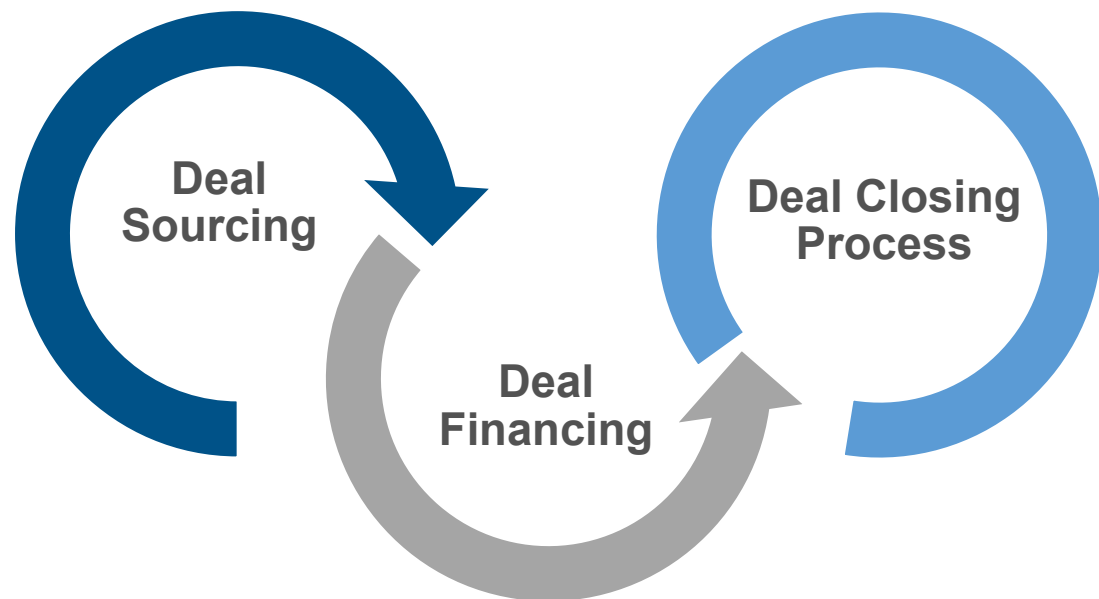 Deal
Sourcing
Deal
Financing
Deal Closing
Process